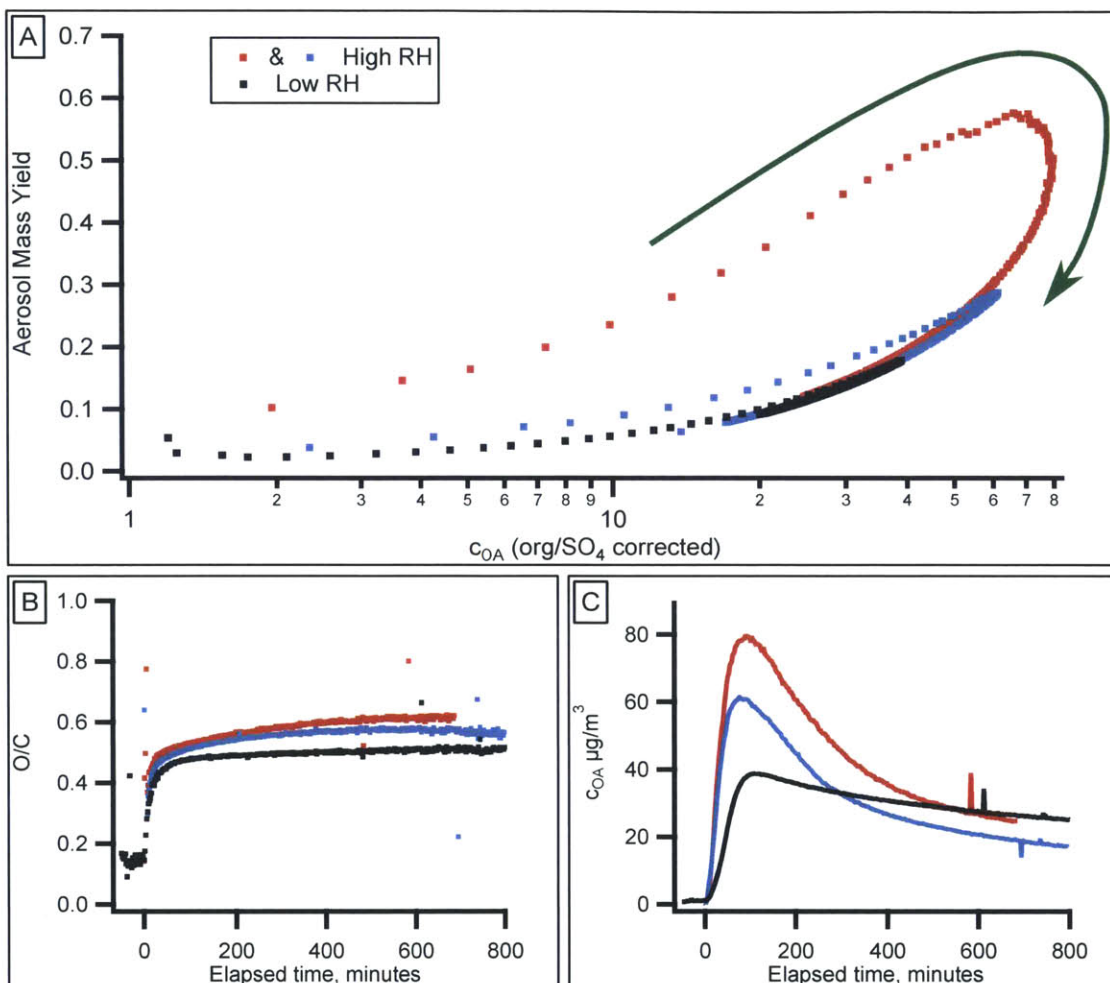 A
0.7
0.6
0.5
0.4
0.3
0.2
0.1
0.0
Aerosol Mass Yield
& High RH
Low RH
1 2 3 4 5 6 7 8 9 10 2 3 4 5 6 7 8
cOA (org/SO4 corrected)
B
1.0
0.8
0.6
0.4
0.2
0.0
O/C
0 200 400 600 800
Elapsed time, minutes
C
80
60
40
20
0
cOA µg/m3
0 200 400 600 800
Elapsed time, minutes